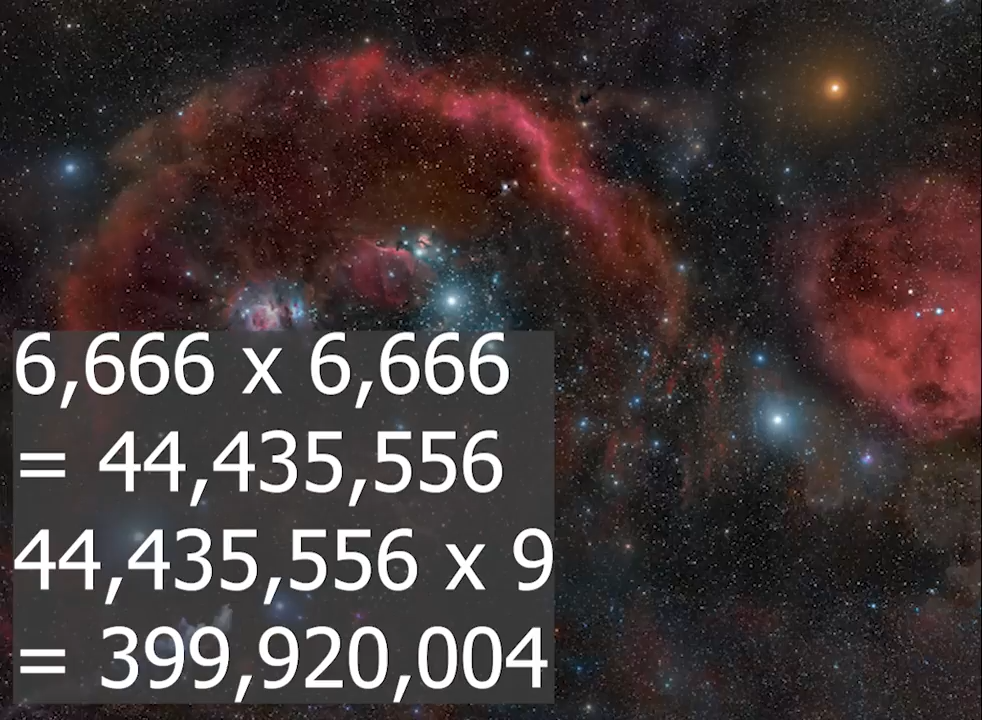 6,666 x 6,666
= 44,435,556
44,435,556 x 9
= 399,920,004